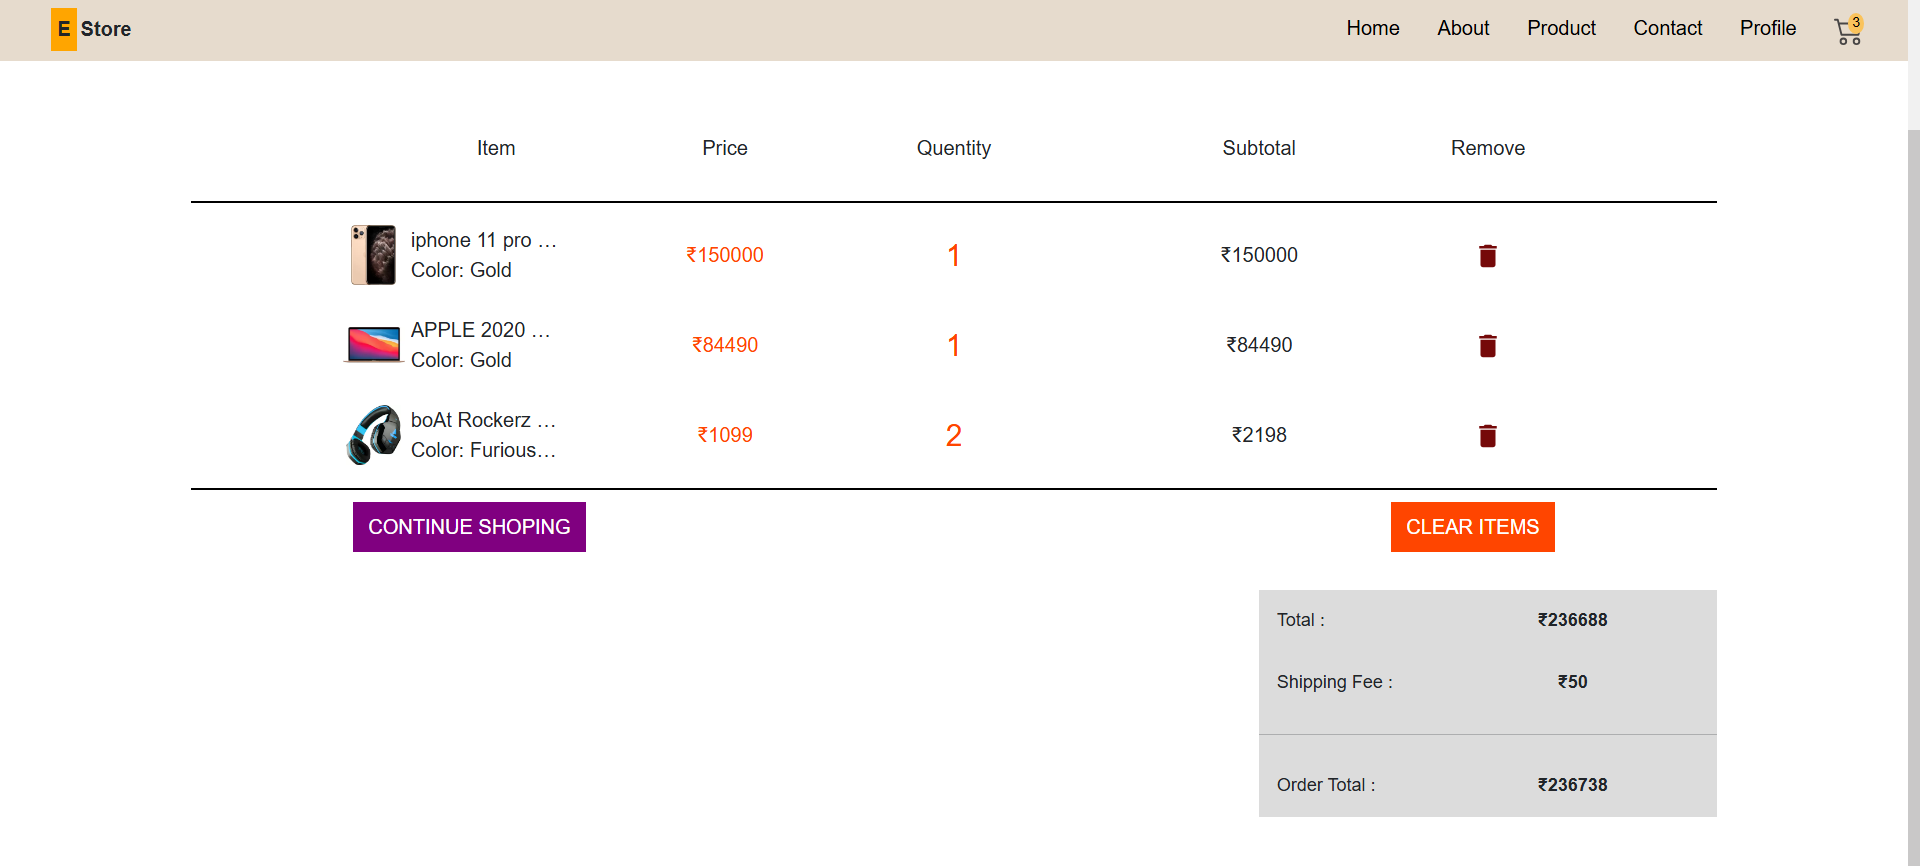 E Store
Home About Product Contact Profile 3
Item Price Quentity Subtotal Remove
iphone 11 pro ...
Color: Gold
₹150000 1 ₹150000
APPLE 2020 ...
Color: Gold
₹84490 1 ₹84490
boAt Rockerz ...
Color: Furious...
₹1099 2 ₹2198
CONTINUE SHOPING CLEAR ITEMS
Total : ₹236688
Shipping Fee : ₹50
Order Total : ₹236738